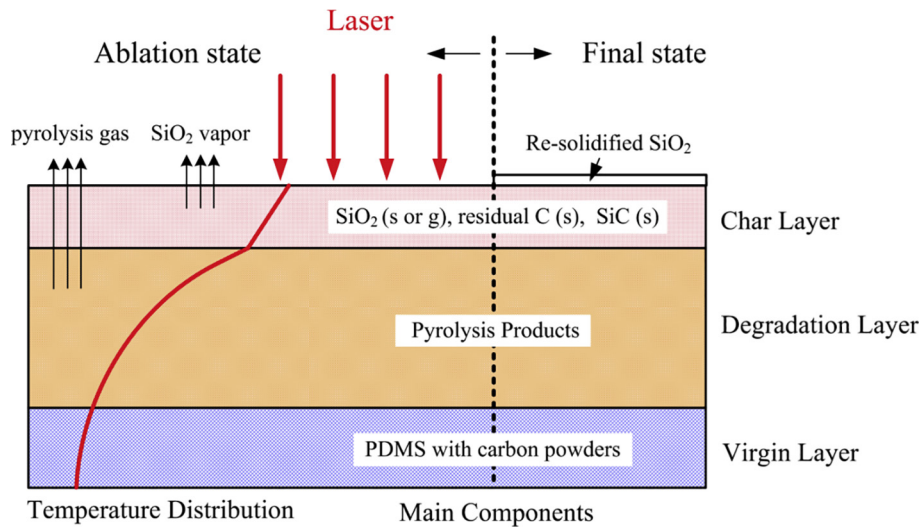 Laser
Ablation state
Final state
pyrolysis gas
SiO₂ vapor
Re-solidified SiO₂
SiO₂ (s or g), residual C (s), SiC (s)
Char Layer
Pyrolysis Products
Degradation Layer
PDMS with carbon powders
Virgin Layer
Temperature Distribution
Main Components